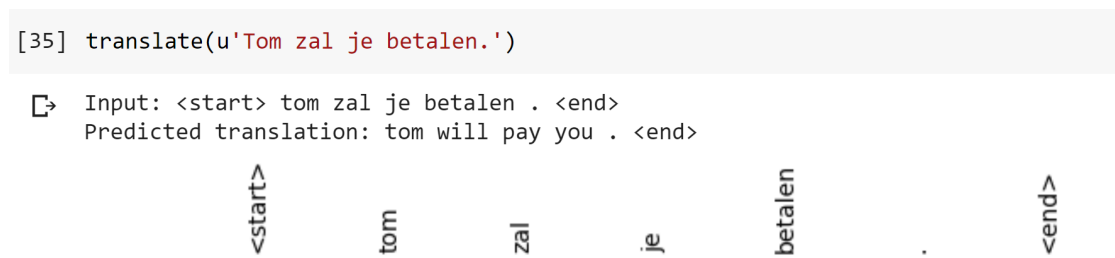 [35] translate(u'Tom zal je betalen.')
Input: <start> tom zal je betalen . <end>
Predicted translation: tom will pay you . <end>
<start> tom zal je betalen . <end>